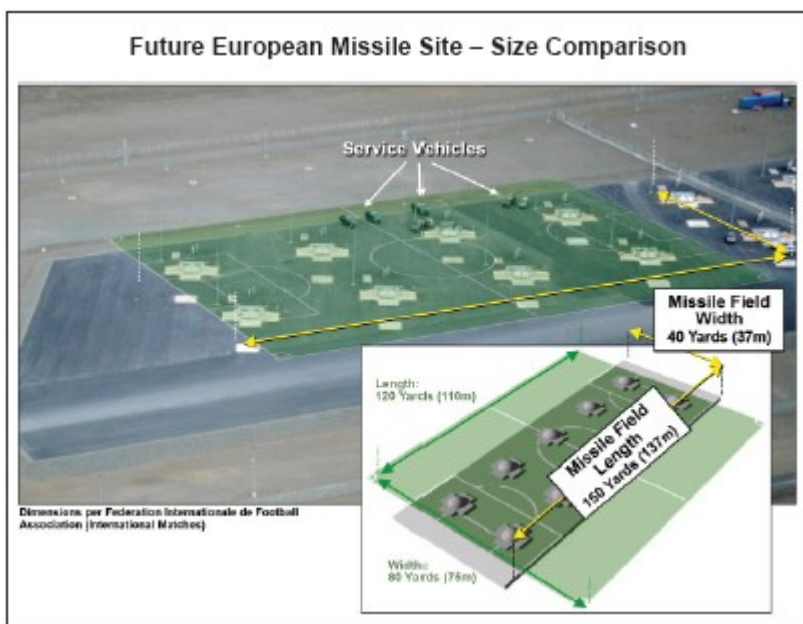 Future European Missile Site – Size Comparison
Service Vehicles
Missile Field
Width
40 Yards (37m)
Length:
120 Yards (110m)
Missile Field
Length
150 Yards (137m)
Dimensions per Federation Internationale de Football
Association (International Matches)
Width:
80 Yards (75m)